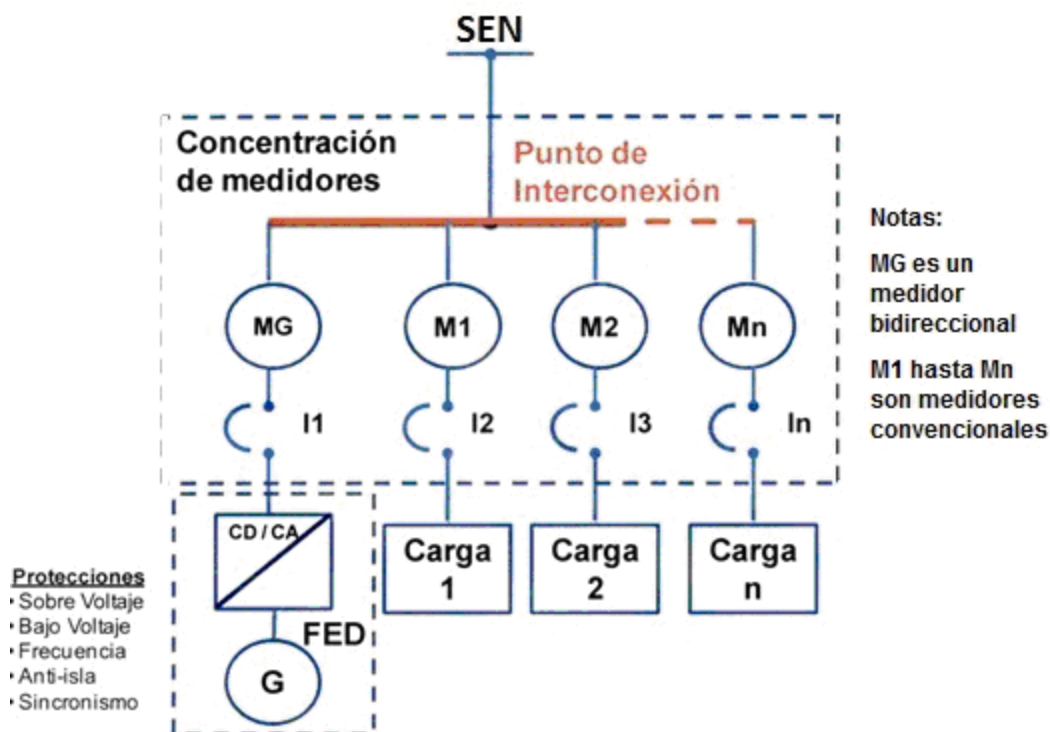 SEN
Concentración
de medidores
Punto de
Interconexión
Notas:
MG es un
medidor
bidireccional
M1 hasta Mn
son medidores
convencionales
MG
M1
M2
Mn
I1
I2
I3
In
CD / CA
Carga
1
Carga
2
Carga
n
Protecciones
• Sobre Voltaje
• Bajo Voltaje
• Frecuencia
• Anti-isla
• Sincronismo
FED
G